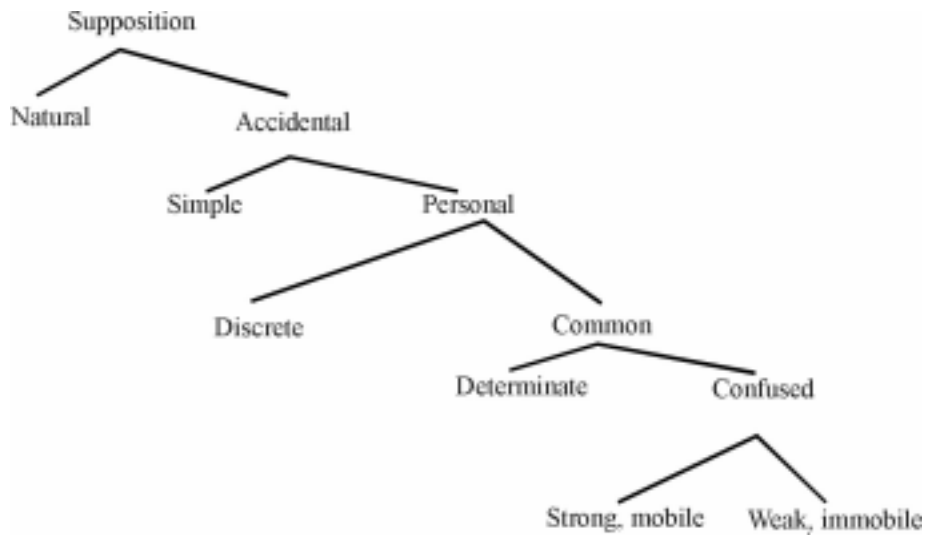 Supposition
Natural
Accidental
Simple
Personal
Discrete
Common
Determinate
Confused
Strong, mobile
Weak, immobile